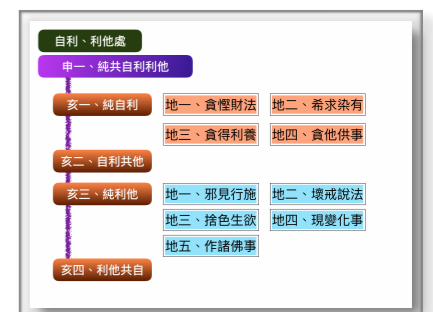 自利、利他處
申一、純共自利利他
亥一、純自利 地一、貪慳財法 地二、希求染有
地三、貪得利養 地四、貪他供事
亥二、自利共他
亥三、純利他 地一、邪見行施 地二、壞戒說法
地三、捨色生欲 地四、現變化事
地五、作諸佛事
亥四、利他共自